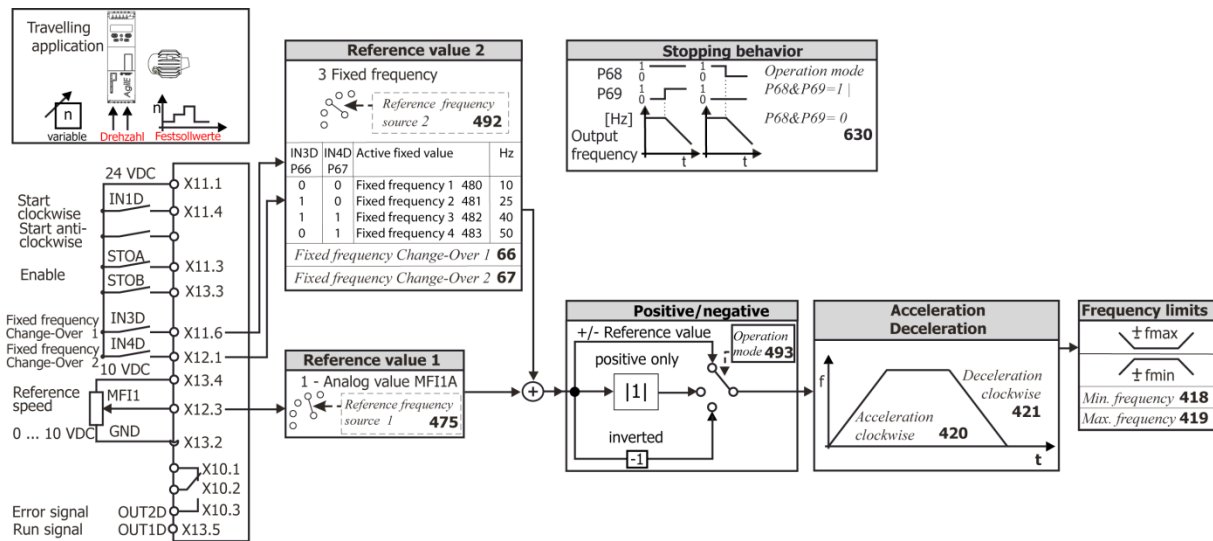 Travelling
application
AgilE
n
n
variable
Drehzahl
Festsollwerte
24 VDC
X11.1
Start
clockwise
IN1D
X11.4
Start anti-
clockwise
Enable
STOA
X11.3
STOB
X13.3
Fixed frequency
Change-Over 1
IN3D
X11.6
Fixed frequency
Change-Over 2
IN4D
X12.1
10 VDC
X13.4
Reference
speed
MFI1
X12.3
0 ... 10 VDC
GND
X13.2
X10.1
X10.2
Error signal
OUT2D
X10.3
Run signal
OUT1D
X13.5
Reference value 2
3 Fixed frequency
Reference frequency
source 2 492
IN3D IN4D Active fixed value Hz
P66 P67
0 0 Fixed frequency 1 480 10
1 0 Fixed frequency 2 481 25
1 1 Fixed frequency 3 482 40
0 1 Fixed frequency 4 483 50
Fixed frequency Change-Over 1 66
Fixed frequency Change-Over 2 67
Reference value 1
1 - Analog value MFI1A
Reference frequency
source 1 475
+
Stopping behavior
P68 1 0 1 0 Operation mode
P69 1 0 1 0 P68&P69=1 |
P68&P69= 0
630
[Hz]
Output
frequency
t t
Positive/negative
+/- Reference value
Operation
mode 493
positive only
|1|
inverted
-1
Acceleration
Deceleration
f
Deceleration
clockwise
421
Acceleration
clockwise 420
t
Frequency limits
± fmax
± fmin
Min. frequency 418
Max. frequency 419